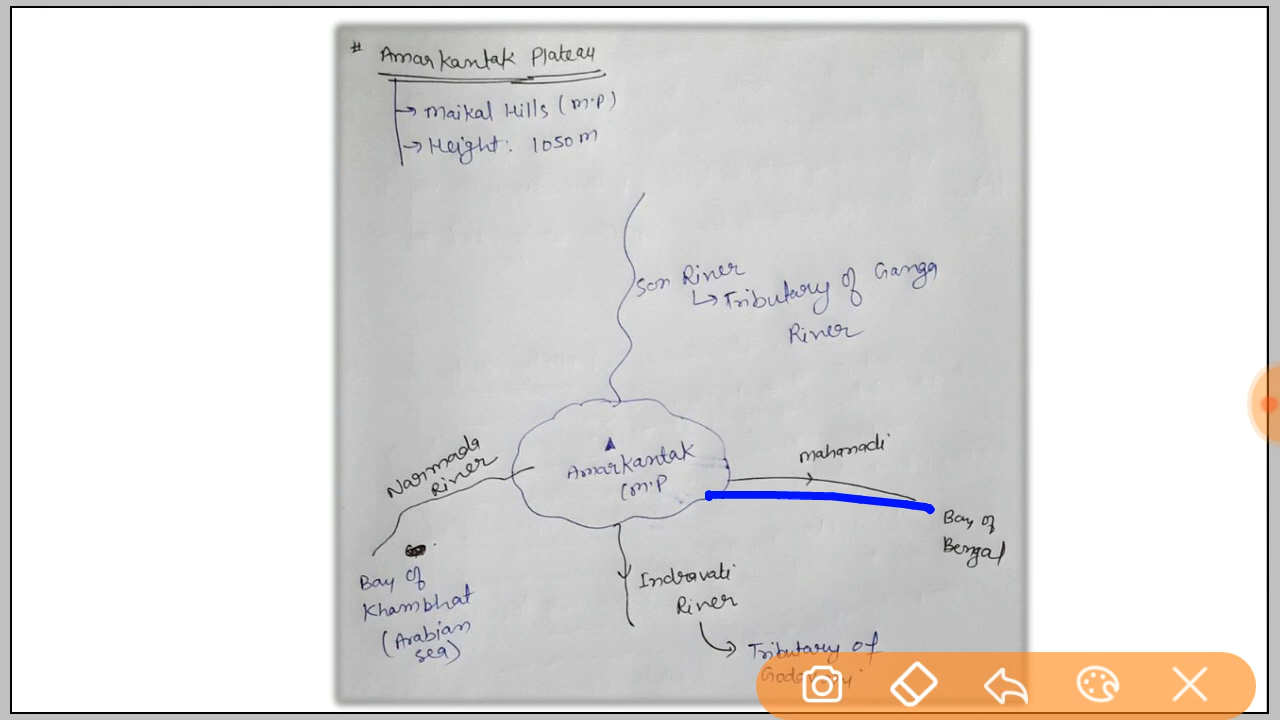 # Amarkantak Plateau
→ Maikal Hills (M.P)
→ Height: 1050m
Son River
↳ Tributary of Ganga
River
Narmada
River
Amarkantak
(M.P
Mahanadi
Bay of
Bengal
Bay of
Khambhat
(Arabian
sea)
Indravati
River
→ Tributary of